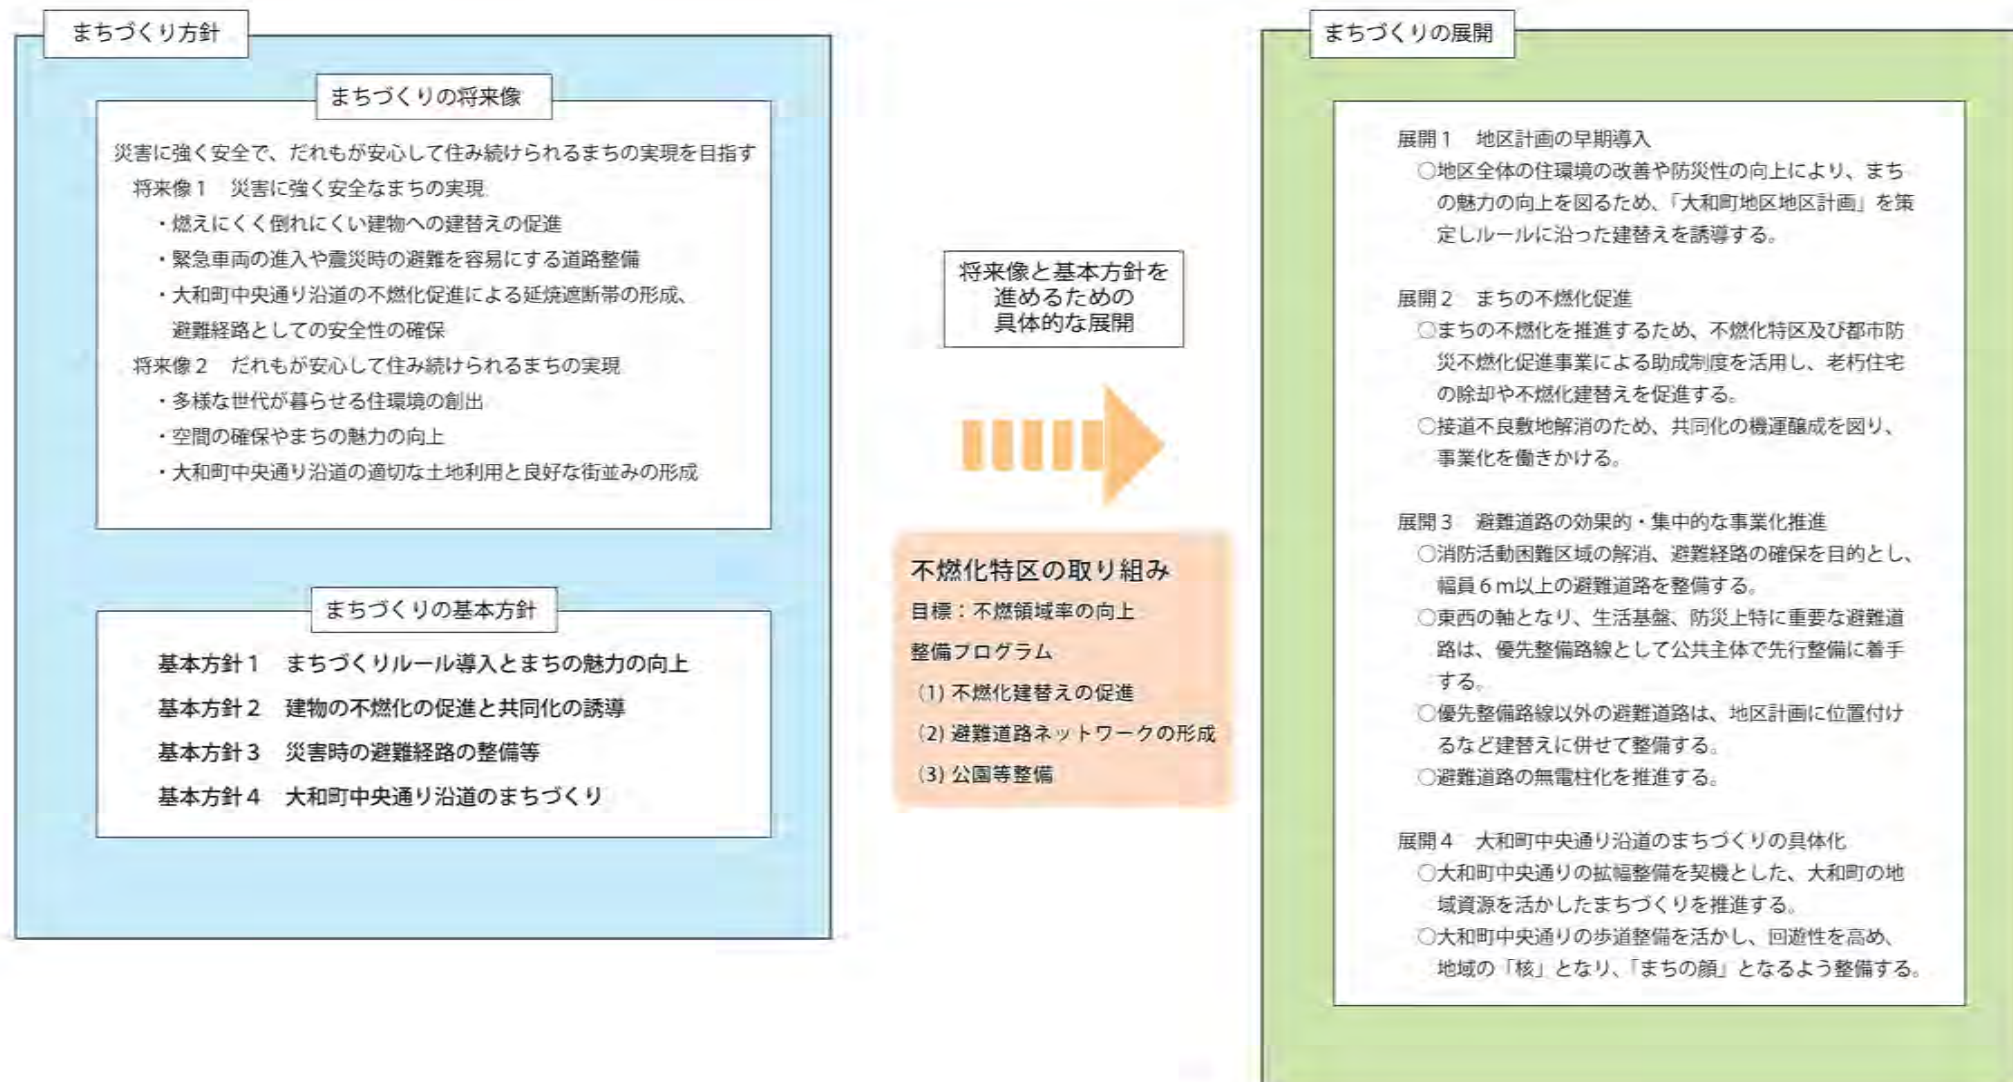 まちづくり方針
まちづくりの将来像
災害に強く安全で、だれもが安心して住み続けられるまちの実現を目指す
将来像1 災害に強く安全なまちの実現
・燃えにくく倒れにくい建物への建替えの促進
・緊急車両の進入や震災時の避難を容易にする道路整備
・大和町中央通り沿道の不燃化促進による延焼遮断帯の形成、
避難経路としての安全性の確保
将来像2 だれもが安心して住み続けられるまちの実現
・多様な世代が暮らせる住環境の創出
・空間の確保やまちの魅力の向上
・大和町中央通り沿道の適切な土地利用と良好な街並みの形成
まちづくりの基本方針
基本方針1 まちづくりルール導入とまちの魅力の向上
基本方針2 建物の不燃化の促進と共同化の誘導
基本方針3 災害時の避難経路の整備等
基本方針4 大和町中央通り沿道のまちづくり
将来像と基本方針を
進めるための
具体的な展開
不燃化特区の取り組み
目標：不燃領域率の向上
整備プログラム
(1) 不燃化建替えの促進
(2) 避難道路ネットワークの形成
(3) 公園等整備
まちづくりの展開
展開1 地区計画の早期導入
○地区全体の住環境の改善や防災性の向上により、まち
の魅力の向上を図るため、「大和町地区地区計画」を策
定しルールに沿った建替えを誘導する。
展開2 まちの不燃化促進
○まちの不燃化を推進するため、不燃化特区及び都市防
災不燃化促進事業による助成制度を活用し、老朽住宅
の除却や不燃化建替えを促進する。
○接道不良敷地解消のため、共同化の機運醸成を図り、
事業化を働きかける。
展開3 避難道路の効果的・集中的な事業化推進
○消防活動困難区域の解消、避難経路の確保を目的とし、
幅員6m以上の避難道路を整備する。
○東西の軸となり、生活基盤、防災上特に重要な避難道
路は、優先整備路線として公共主体で先行整備に着手
する。
○優先整備路線以外の避難道路は、地区計画に位置付け
るなど建替えに併せて整備する。
○避難道路の無電柱化を推進する。
展開4 大和町中央通り沿道のまちづくりの具体化
○大和町中央通りの拡幅整備を契機とした、大和町の地
域資源を活かしたまちづくりを推進する。
○大和町中央通りの歩道整備を活かし、回遊性を高め、
地域の「核」となり、「まちの顔」となるよう整備する。